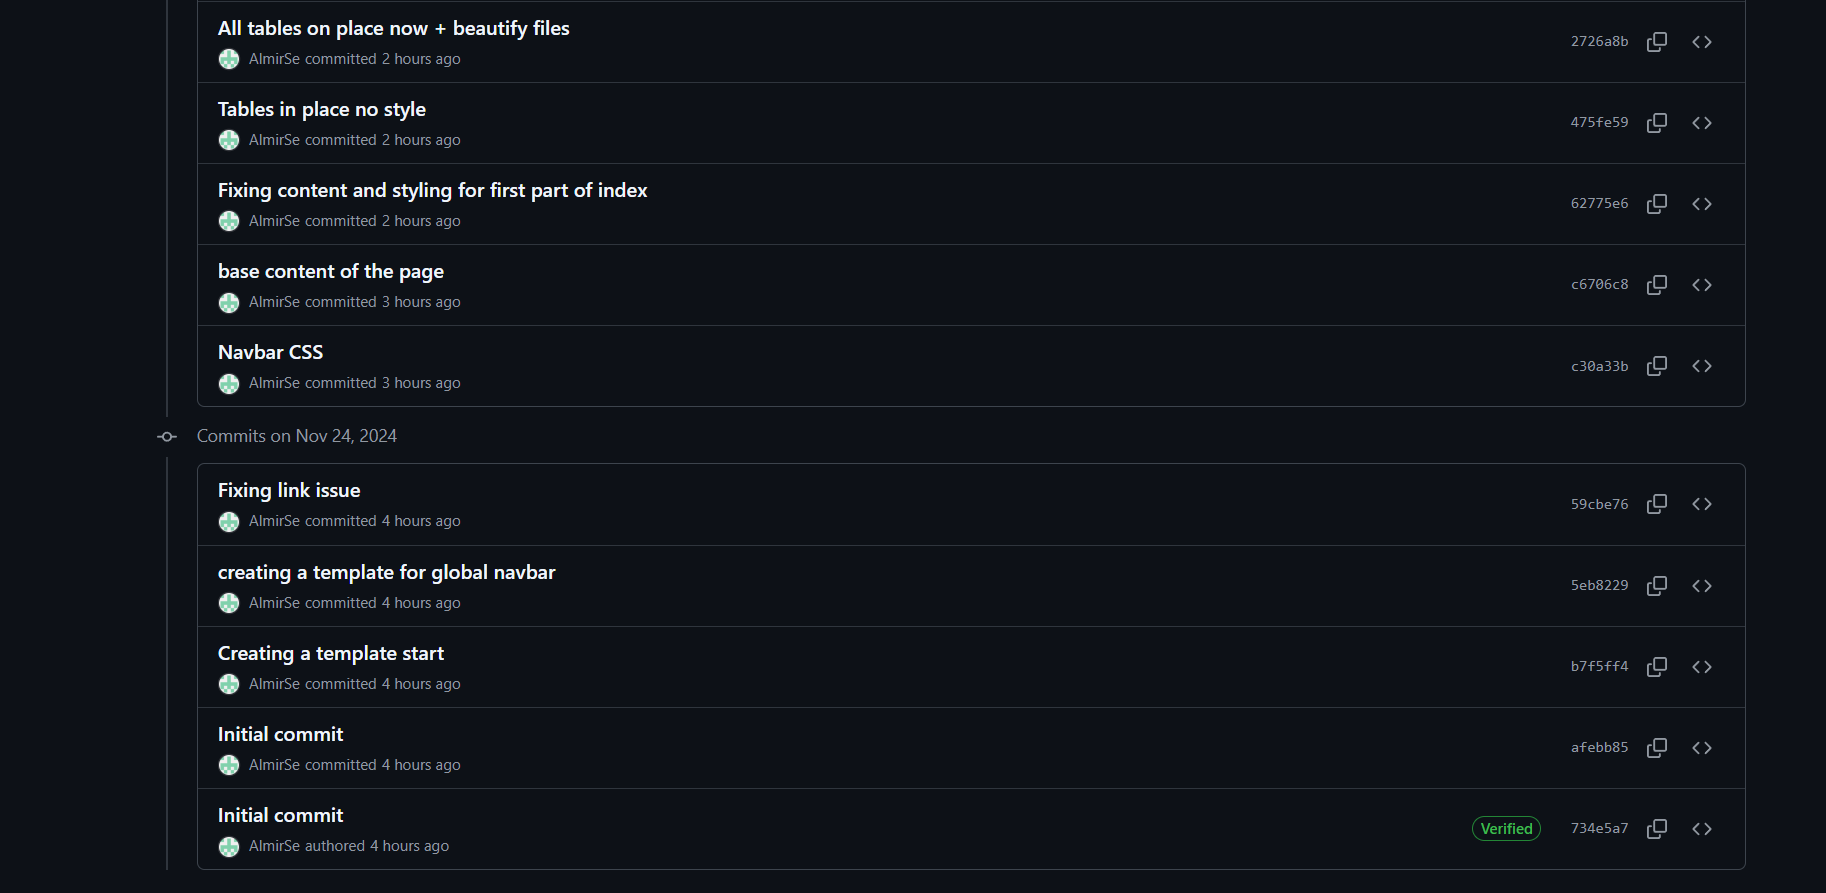 All tables on place now + beautify files
AlmirSe committed 2 hours ago
2726a8b
Tables in place no style
AlmirSe committed 2 hours ago
475fe59
Fixing content and styling for first part of index
AlmirSe committed 2 hours ago
62775e6
base content of the page
AlmirSe committed 3 hours ago
c6706c8
Navbar CSS
AlmirSe committed 3 hours ago
c30a33b
Commits on Nov 24, 2024
Fixing link issue
AlmirSe committed 4 hours ago
59cbe76
creating a template for global navbar
AlmirSe committed 4 hours ago
5eb8229
Creating a template start
AlmirSe committed 4 hours ago
b7f5ff4
Initial commit
AlmirSe committed 4 hours ago
afebb85
Initial commit
AlmirSe authored 4 hours ago
Verified 734e5a7